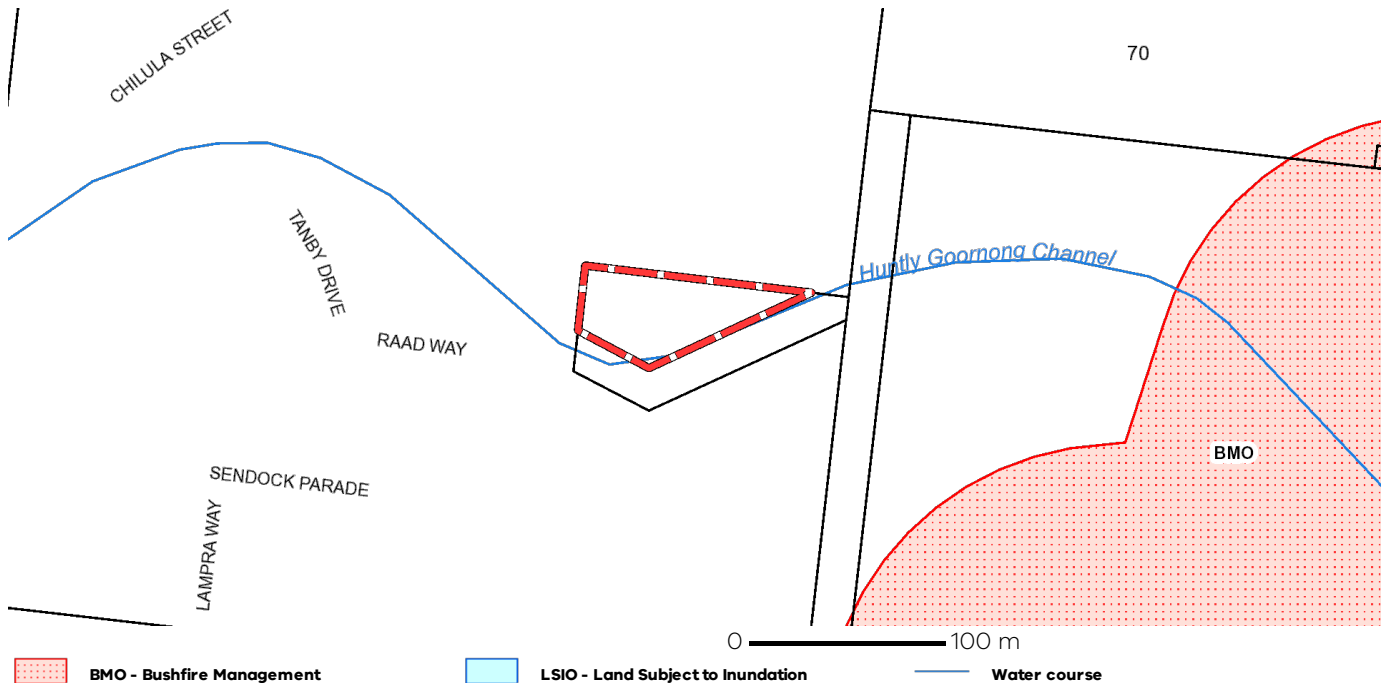 CHILULA STREET
70
TANBY DRIVE
Huntly Goornong Channel
RAAD WAY
BMO
SENDOCK PARADE
LAMPRA WAY
0 100 m
BMO - Bushfire Management
LSIO - Land Subject to Inundation
Water course